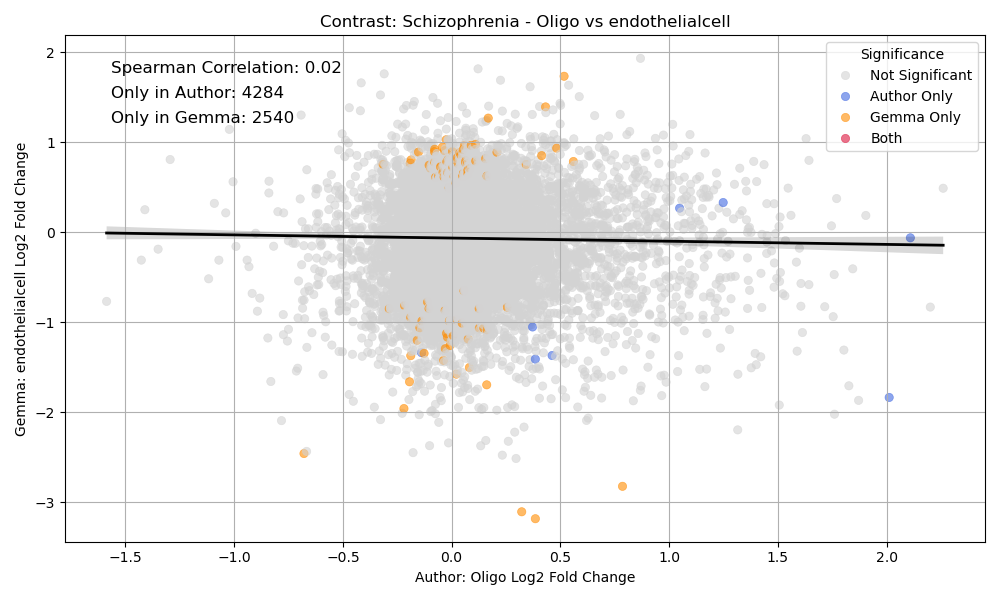 Contrast: Schizophrenia - Oligo vs endothelialcell
Spearman Correlation: 0.02
Only in Author: 4284
Only in Gemma: 2540
Significance
Not Significant
Author Only
Gemma Only
Both
Gemma: endothelialcell Log2 Fold Change
2
1
0
−1
−2
−3
−1.5
−1.0
−0.5
0.0
0.5
1.0
1.5
2.0
Author: Oligo Log2 Fold Change